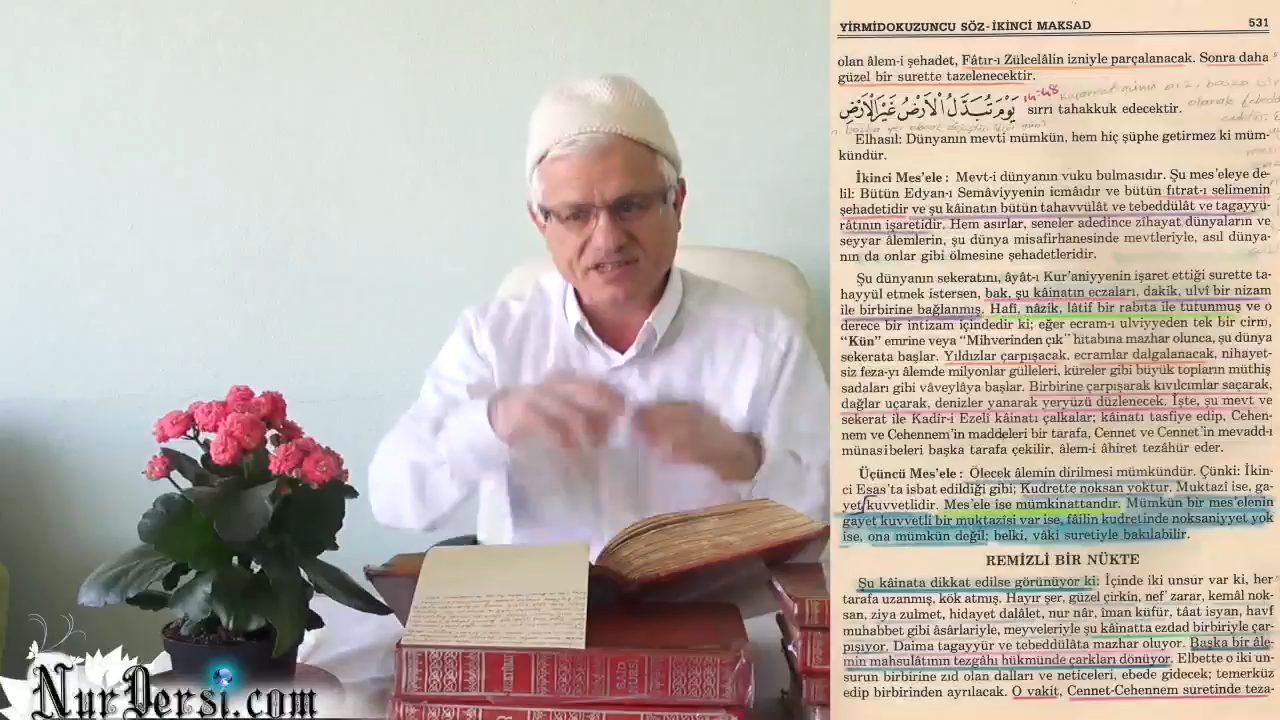 YİRMİDOKUZUNCU SÖZ-İKİNCİ MAKSAD 531
olan âlem-i şehadet, Fâtır-ı Zülcelâlin izniyle parçalanacak. Sonra daha
güzel bir surette tazelenecektir.
يَوْمَ تُبَدَّلُ الْاَرْضُ غَيْرَ الْاَرْضِ sırrı tahakkuk edecektir.
14:48
Elhasıl: Dünyanın mevti mümkün, hem hiç şüphe getirmez ki müm-
kündür.
İkinci Mes'ele : Mevt-i dünyanın vuku bulmasıdır. Şu mes'eleye de-
lil: Bütün Edyan-ı Semâviyyenin icmaıdır ve bütün fıtrat-ı selimenin
şehadetidir ve şu kâinatın bütün tahavvülât ve tebeddülât ve tagayyü-
râtının işaretidir. Hem asırlar, seneler adedince zîhayat dünyaların ve
seyyar âlemlerin, şu dünya misafirhanesinde mevtleriyle, asıl dünya-
nın da onlar gibi ölmesine şehadetleridir.
Şu dünyanın sekeratını, âyât-ı Kur'aniyyenin işaret ettiği surette ta-
hayyül etmek istersen, bak, şu kâinatın eczaları, dakik, ulvî bir nizam
ile birbirine bağlanmış. Hafî, nâzik, lâtif bir rabıta ile tutunmuş ve o
derece bir intizam içindedir ki; eğer ecram-ı ulviyyeden tek bir cirm,
"Kün" emrine veya "Mihverinden çık" hitabına mazhar olunca, şu dünya
sekerata başlar. Yıldızlar çarpışacak, ecramlar dalgalanacak, nihayet-
siz feza-yı âlemde milyonlar gülleleri, küreler gibi büyük topların müthiş
sadaları gibi vâveylâya başlar. Birbirine çarpışarak kıvılcımlar saçarak,
dağlar uçarak, denizler yanarak yeryüzü düzlenecek. İşte, şu mevt ve
sekerat ile Kadîr-i Ezelî kâinatı çalkalar; kâinatı tasfiye edip, Cehen-
nem ve Cehennem'in maddeleri bir tarafa, Cennet ve Cennet'in mevadd-ı
münasibeleri başka tarafa çekilir, âlem-i âhiret tezâhür eder.
Üçüncü Mes'ele : Ölecek âlemin dirilmesi mümkündür. Çünki: İkin-
ci Esas'ta isbat edildiği gibi; Kudrette noksan yoktur. Muktazî ise, ga-
yet kuvvetlidir. Mes'ele ise mümkinattandır. Mümkün bir mes'elenin
gayet kuvvetli bir muktazîsi var ise, fâilin kudretinde noksaniyyet yok
ise, ona mümkün değil; belki, vâki suretiyle bakılabilir.
REMİZLİ BİR NÜKTE
Şu kâinata dikkat edilse görünüyor ki: İçinde iki unsur var ki, her
tarafa uzanmış, kök atmış. Hayır şer, güzel çirkin, nef' zarar, kemâl nok-
san, ziya zulmet, hidayet dalâlet, nur nâr, îman küfür, tâat isyan, havf
muhabbet gibi âsârlariyle, meyveleriyle şu kâinatta ezdad birbiriyle çar-
pışıyor. Daima tagayyür ve tebeddülâta mazhar oluyor. Başka bir âle-
min mahsulâtının tezgâhı hükmünde çarkları dönüyor. Elbette o iki un-
surun birbirine zıd olan dalları ve neticeleri, ebede gidecek; temerküz
edip birbirinden ayrılacak. O vakit, Cennet-Cehennem suretinde teza-
NurDersi.com